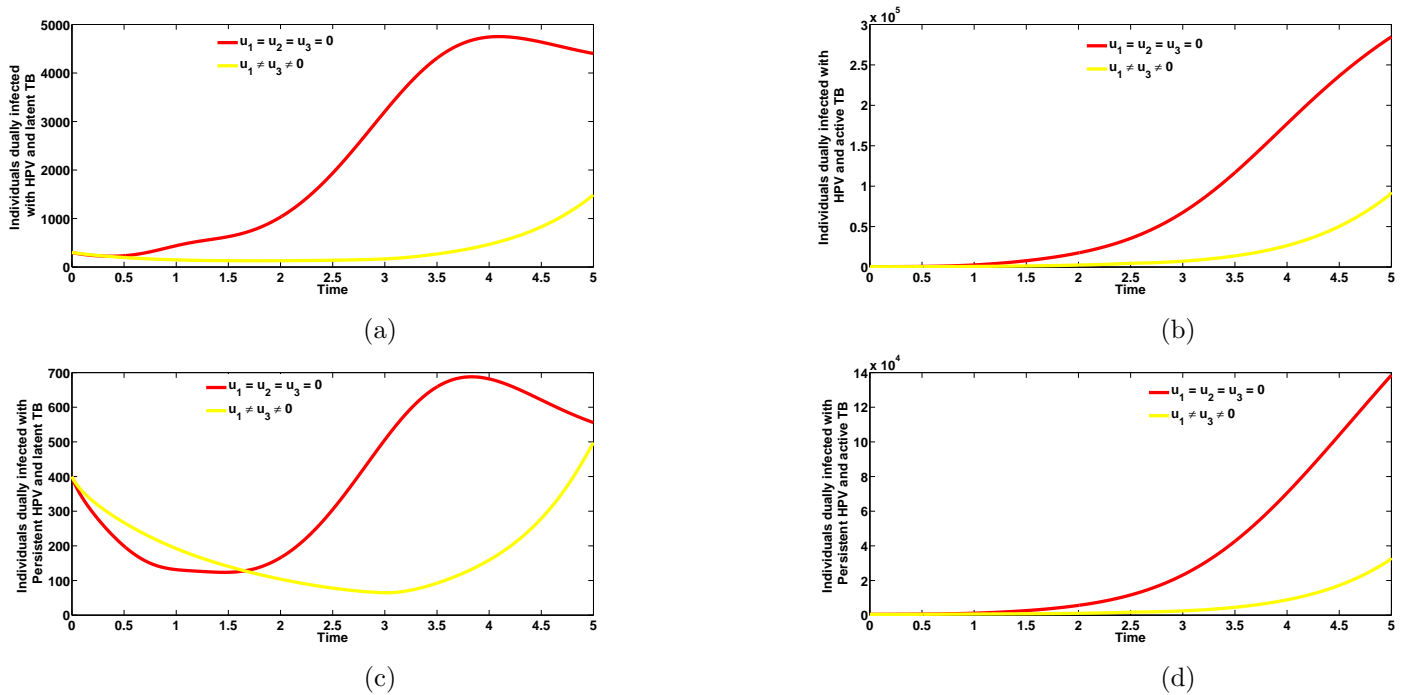 5000
4000
3000
2000
1000
0
0 0.5 1 1.5 2 2.5 3 3.5 4 4.5 5
Time
Individuals dually infected
with HPV and latent TB
u1 = u2 = u3 = 0
u1 ≠ u3 ≠ 0
(a)
x 10^5
3
2.5
2
1.5
1
0.5
0
0 0.5 1 1.5 2 2.5 3 3.5 4 4.5 5
Time
Individuals dually infected with
HPV and active TB
u1 = u2 = u3 = 0
u1 ≠ u3 ≠ 0
(b)
700
600
500
400
300
200
100
0
0 0.5 1 1.5 2 2.5 3 3.5 4 4.5 5
Time
Individuals dually infected with
Persistent HPV and latent TB
u1 = u2 = u3 = 0
u1 ≠ u3 ≠ 0
(c)
x 10^4
14
12
10
8
6
4
2
0
0 0.5 1 1.5 2 2.5 3 3.5 4 4.5 5
Time
Individuals dually infected with
Persistent HPV and active TB
u1 = u2 = u3 = 0
u1 ≠ u3 ≠ 0
(d)